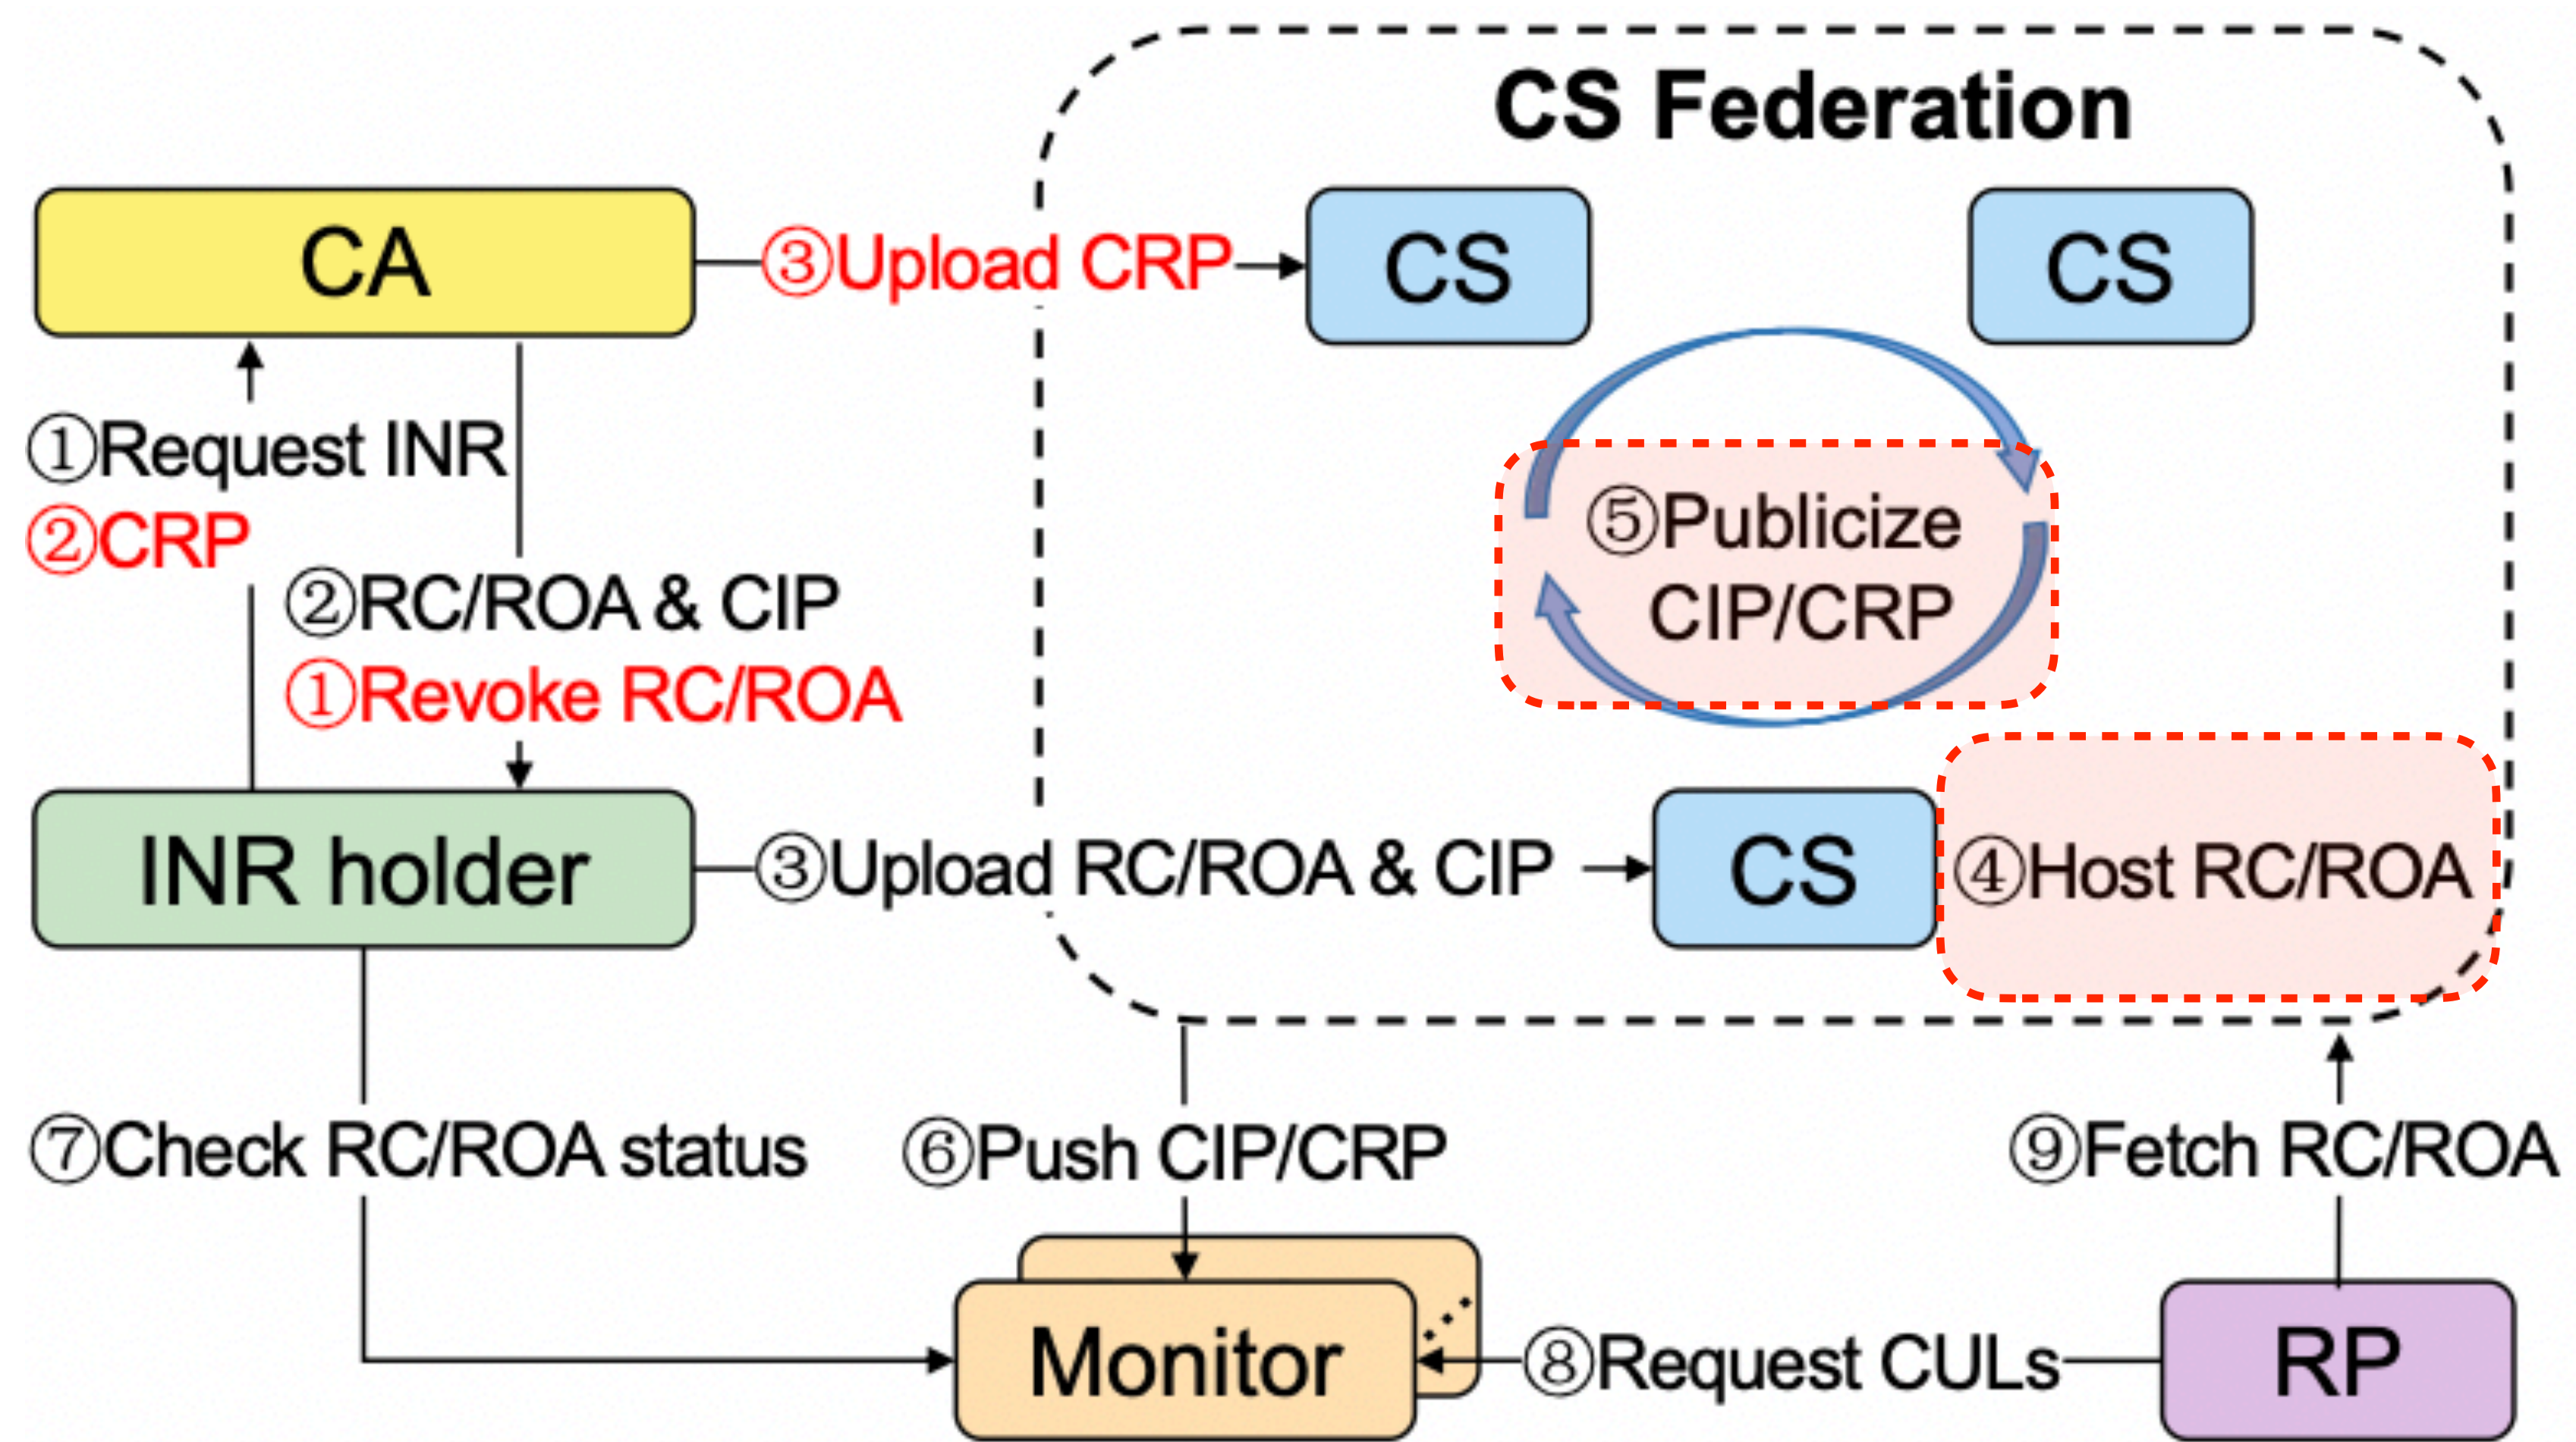 CS Federation
CA
③Upload CRP
CS
CS
①Request INR
②CRP
②RC/ROA & CIP
①Revoke RC/ROA
⑤Publicize
CIP/CRP
INR holder
③Upload RC/ROA & CIP
CS
④Host RC/ROA
⑦Check RC/ROA status
⑥Push CIP/CRP
⑨Fetch RC/ROA
Monitor
⑧Request CULs
RP